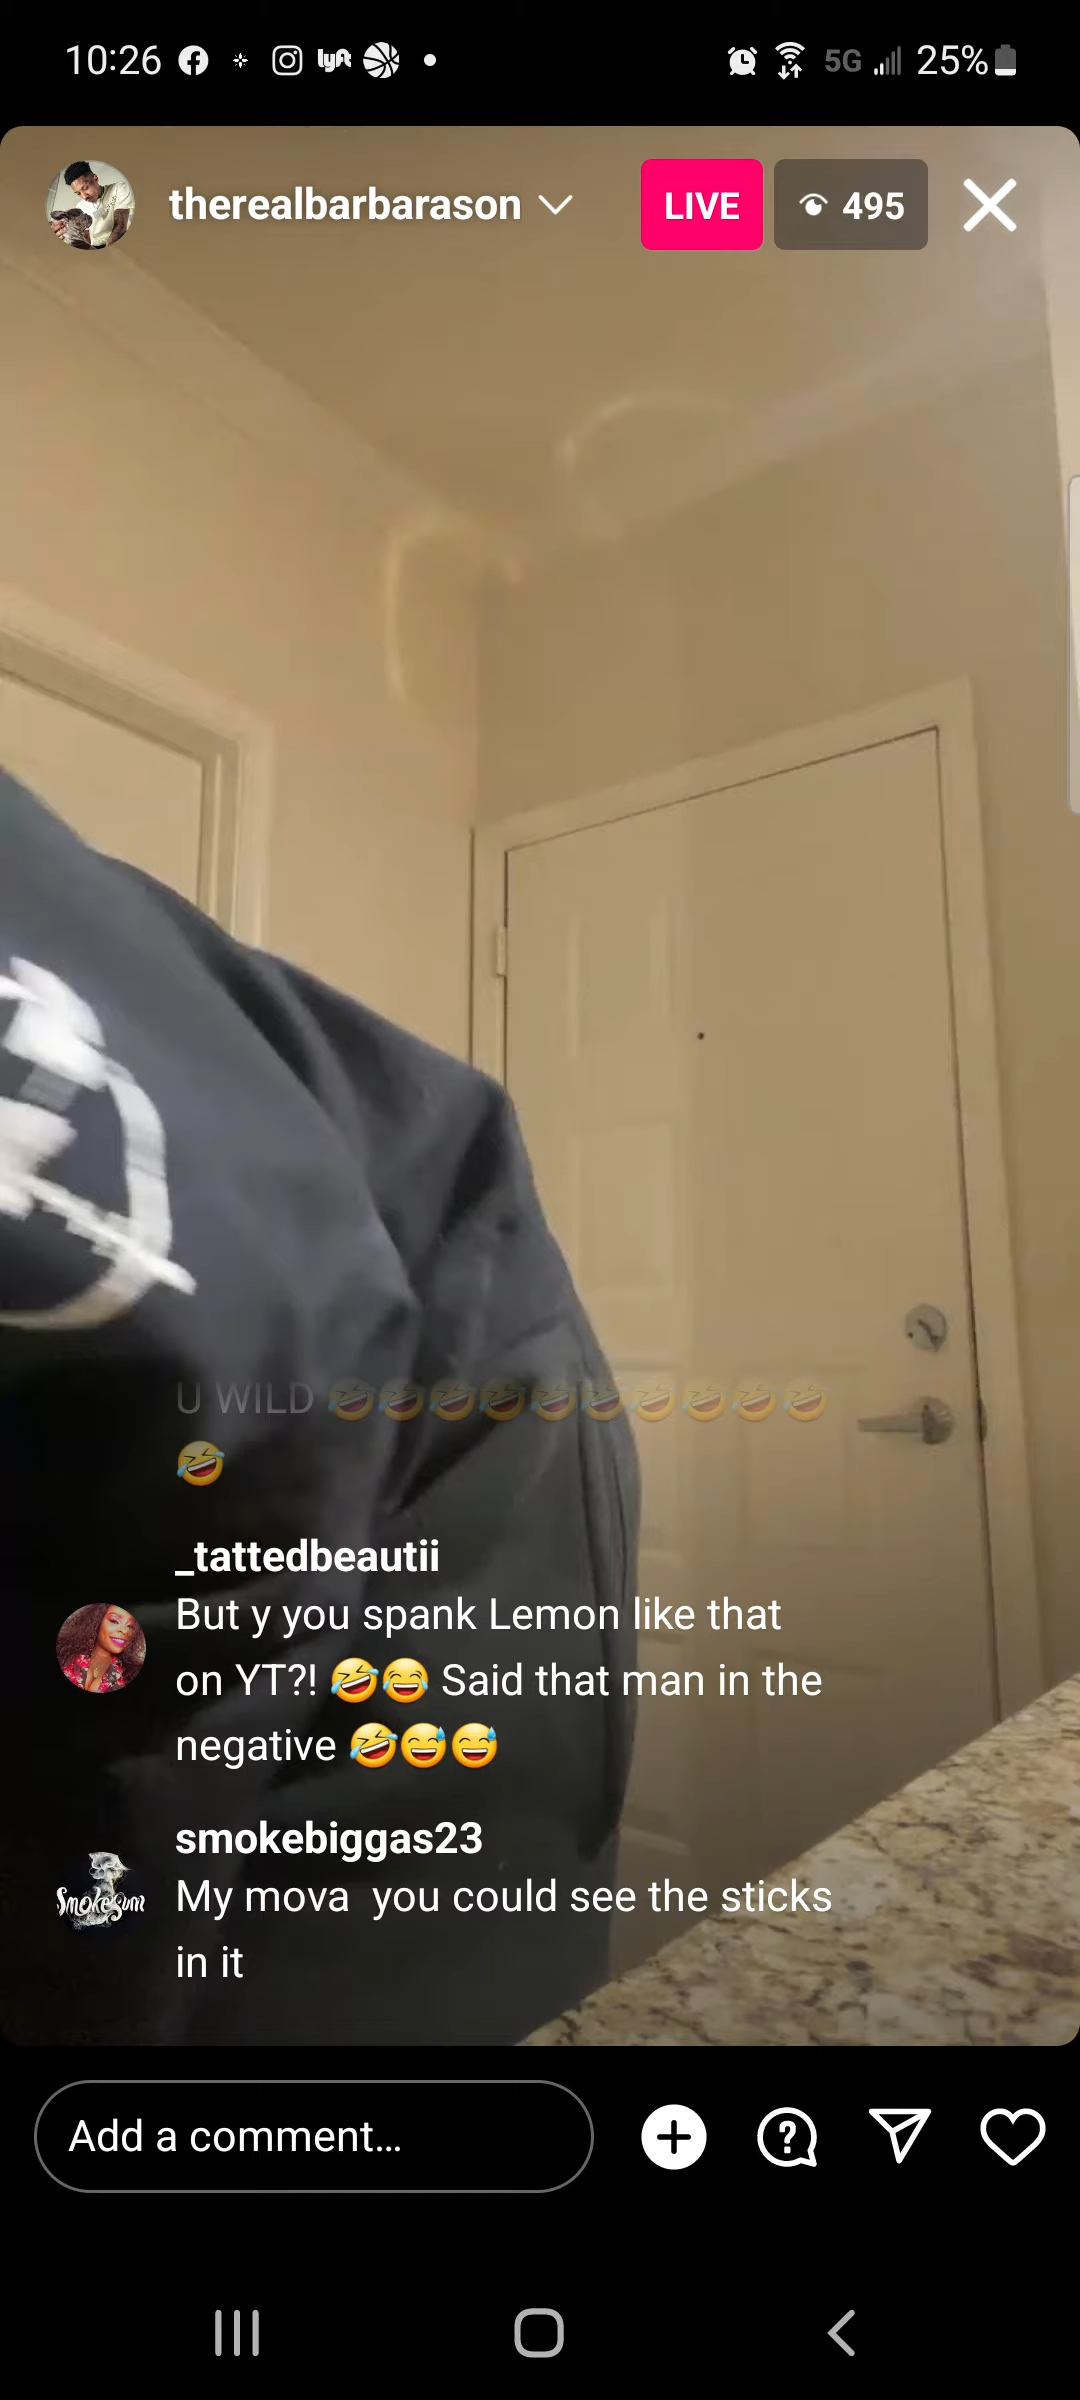 10:26 lyft 5G 25%
therealbarbarason LIVE 495
U WILD 🤣🤣🤣🤣🤣🤣🤣🤣🤣🤣
🤣
_tattedbeautii
But y you spank Lemon like that
on YT?! 🤣😂 Said that man in the
negative 🤣😅😅
smokebiggas23
My mova  you could see the sticks
in it
Add a comment...